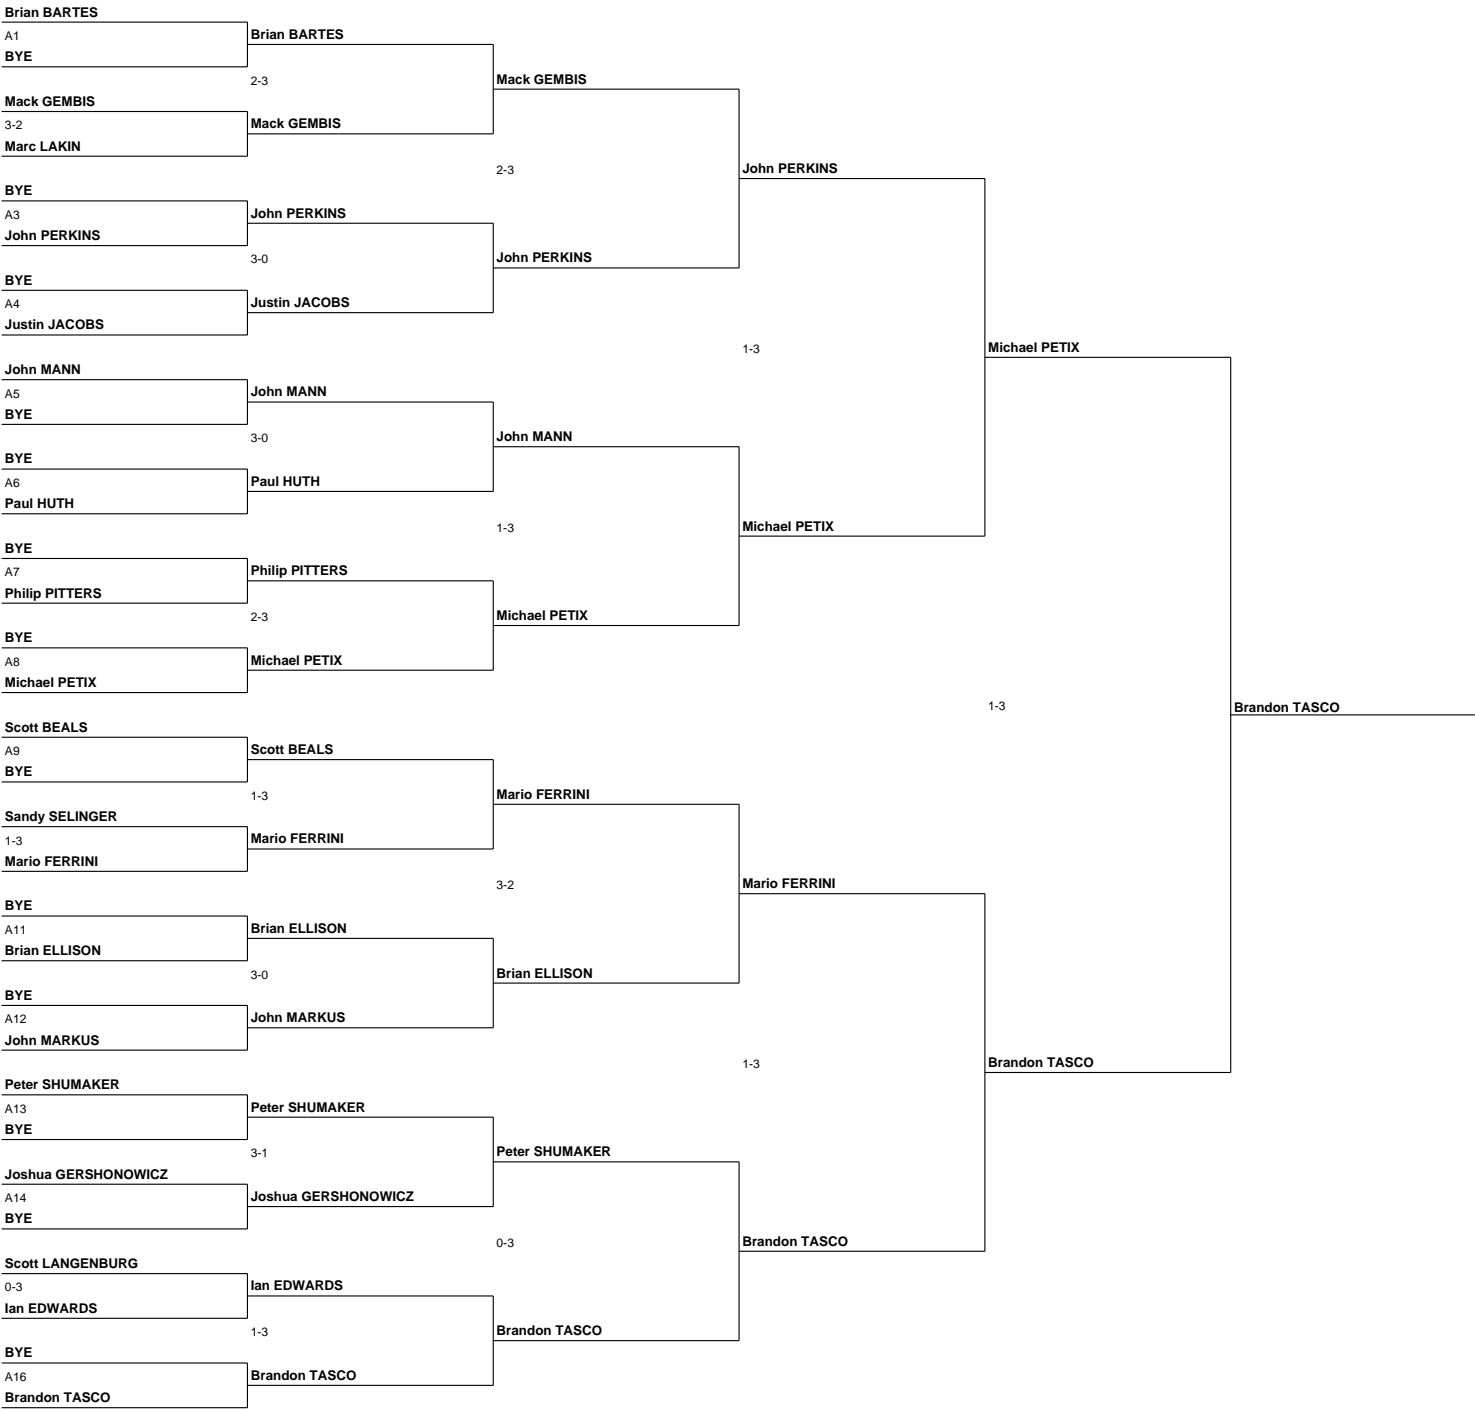 Brian BARTES
A1
BYE
Mack GEMBIS
3-2
Marc LAKIN
BYE
A3
John PERKINS
BYE
A4
Justin JACOBS
John MANN
A5
BYE
BYE
A6
Paul HUTH
BYE
A7
Philip PITTERS
BYE
A8
Michael PETIX
Scott BEALS
A9
BYE
Sandy SELINGER
1-3
Mario FERRINI
BYE
A11
Brian ELLISON
BYE
A12
John MARKUS
Peter SHUMAKER
A13
BYE
Joshua GERSHONOWICZ
A14
BYE
Scott LANGENBURG
0-3
Ian EDWARDS
BYE
A16
Brandon TASCO
Brian BARTES
2-3
Mack GEMBIS
John PERKINS
3-0
Justin JACOBS
John MANN
3-0
Paul HUTH
Philip PITTERS
2-3
Michael PETIX
Scott BEALS
1-3
Mario FERRINI
Brian ELLISON
3-0
John MARKUS
Peter SHUMAKER
3-1
Joshua GERSHONOWICZ
Ian EDWARDS
1-3
Brandon TASCO
Mack GEMBIS
2-3
John PERKINS
John MANN
1-3
Michael PETIX
Mario FERRINI
3-2
Brian ELLISON
Peter SHUMAKER
0-3
Brandon TASCO
John PERKINS
1-3
Michael PETIX
Mario FERRINI
1-3
Brandon TASCO
Michael PETIX
1-3
Brandon TASCO
Brandon TASCO